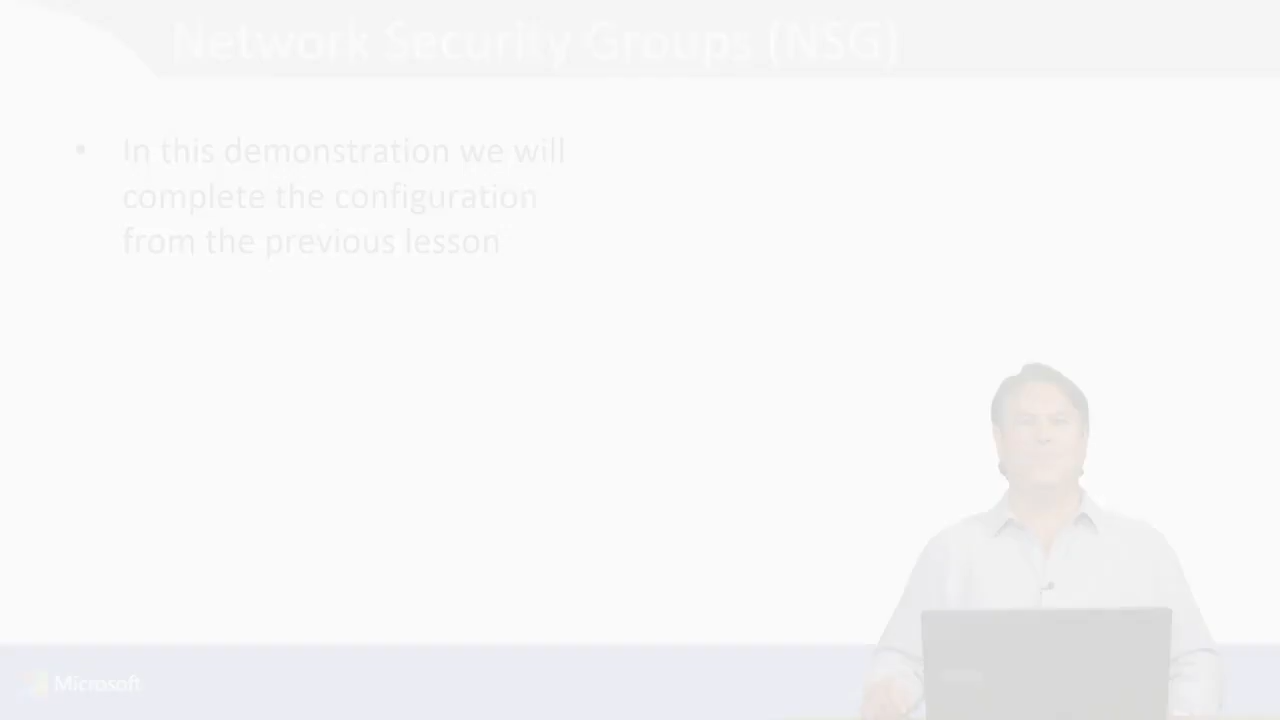 Network Security Groups (NSG)
• In this demonstration we will
complete the configuration
from the previous lesson
Microsoft